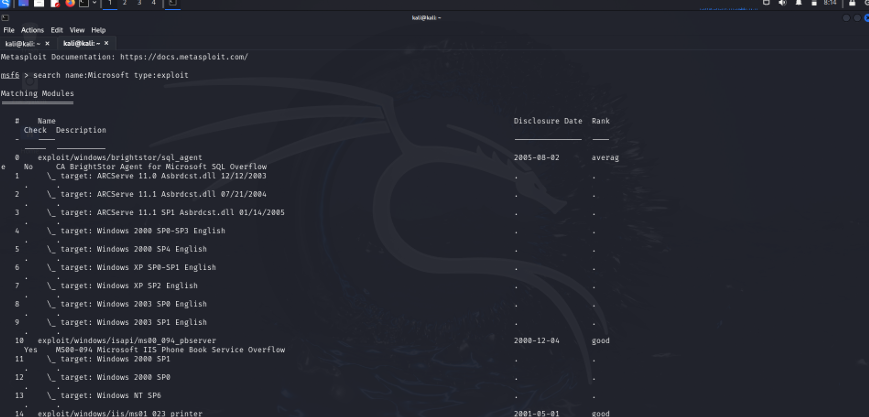 1 2 3 4
8:14
kali@kali: ~
File Actions Edit View Help
kali@kali: ~ × kali@kali: ~ ×
Metasploit Documentation: https://docs.metasploit.com/
msf6 > search name:Microsoft type:exploit
Matching Modules
================
# Name Disclosure Date Rank
Check Description
- ---- --------------- ----
----- -----------
0 exploit/windows/brightstor/sql_agent 2005-08-02 averag
e No CA BrightStor Agent for Microsoft SQL Overflow
1 \_ target: ARCServe 11.0 Asbrdcst.dll 12/12/2003 . .
. .
2 \_ target: ARCServe 11.1 Asbrdcst.dll 07/21/2004 . .
. .
3 \_ target: ARCServe 11.1 SP1 Asbrdcst.dll 01/14/2005 . .
. .
4 \_ target: Windows 2000 SP0-SP3 English . .
. .
5 \_ target: Windows 2000 SP4 English . .
. .
6 \_ target: Windows XP SP0-SP1 English . .
. .
7 \_ target: Windows XP SP2 English . .
. .
8 \_ target: Windows 2003 SP0 English . .
. .
9 \_ target: Windows 2003 SP1 English . .
. .
10 exploit/windows/isapi/ms00_094_pbserver 2000-12-04 good
Yes MS00-094 Microsoft IIS Phone Book Service Overflow
11 \_ target: Windows 2000 SP1 . .
. .
12 \_ target: Windows 2000 SP0 . .
. .
13 \_ target: Windows NT SP6 . .
. .
14 exploit/windows/iis/ms01_023_printer 2001-05-01 good